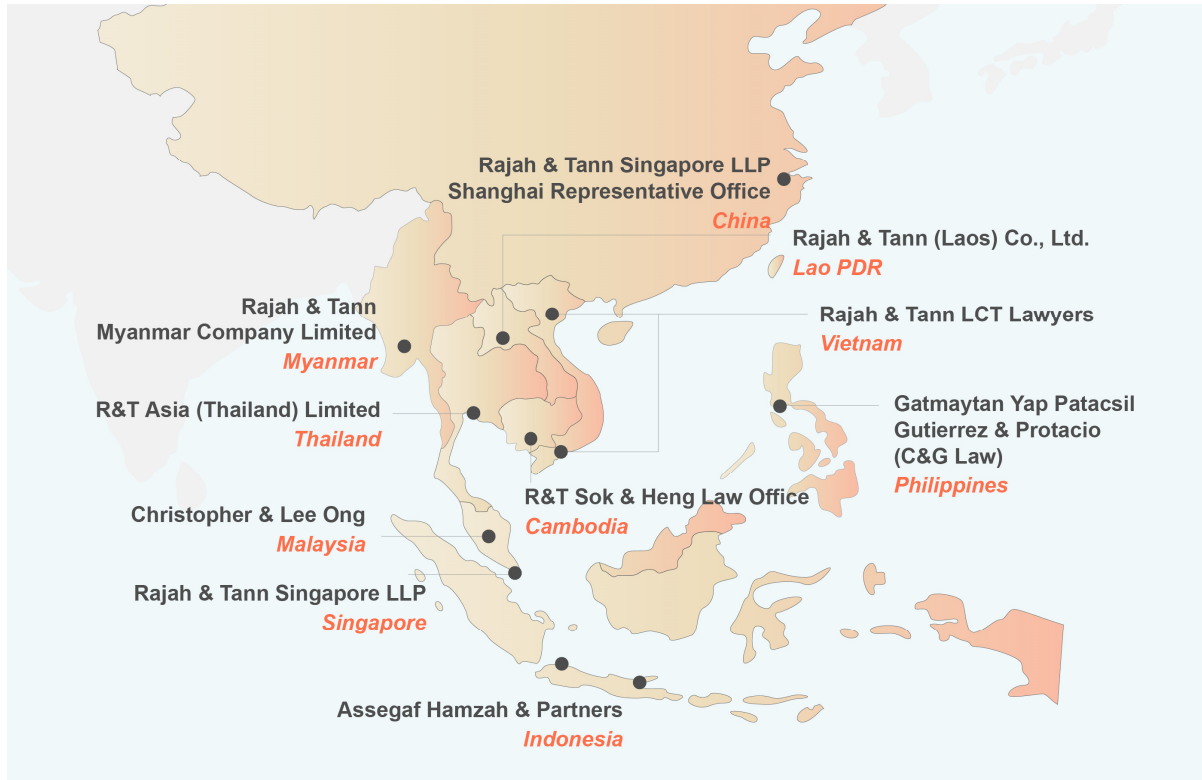 Rajah & Tann Singapore LLP
Shanghai Representative Office
China
Rajah & Tann (Laos) Co., Ltd.
Lao PDR
Rajah & Tann
Myanmar Company Limited
Myanmar
Rajah & Tann LCT Lawyers
Vietnam
R&T Asia (Thailand) Limited
Thailand
Gatmaytan Yap Patacsil
Gutierrez & Protacio
(C&G Law)
Philippines
R&T Sok & Heng Law Office
Cambodia
Christopher & Lee Ong
Malaysia
Rajah & Tann Singapore LLP
Singapore
Assegaf Hamzah & Partners
Indonesia